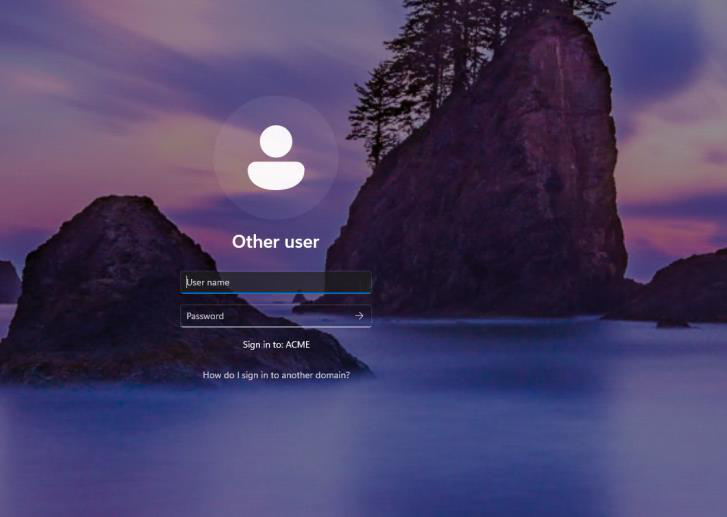 Other user
User name
Password
Sign in to: ACME
How do I sign in to another domain?